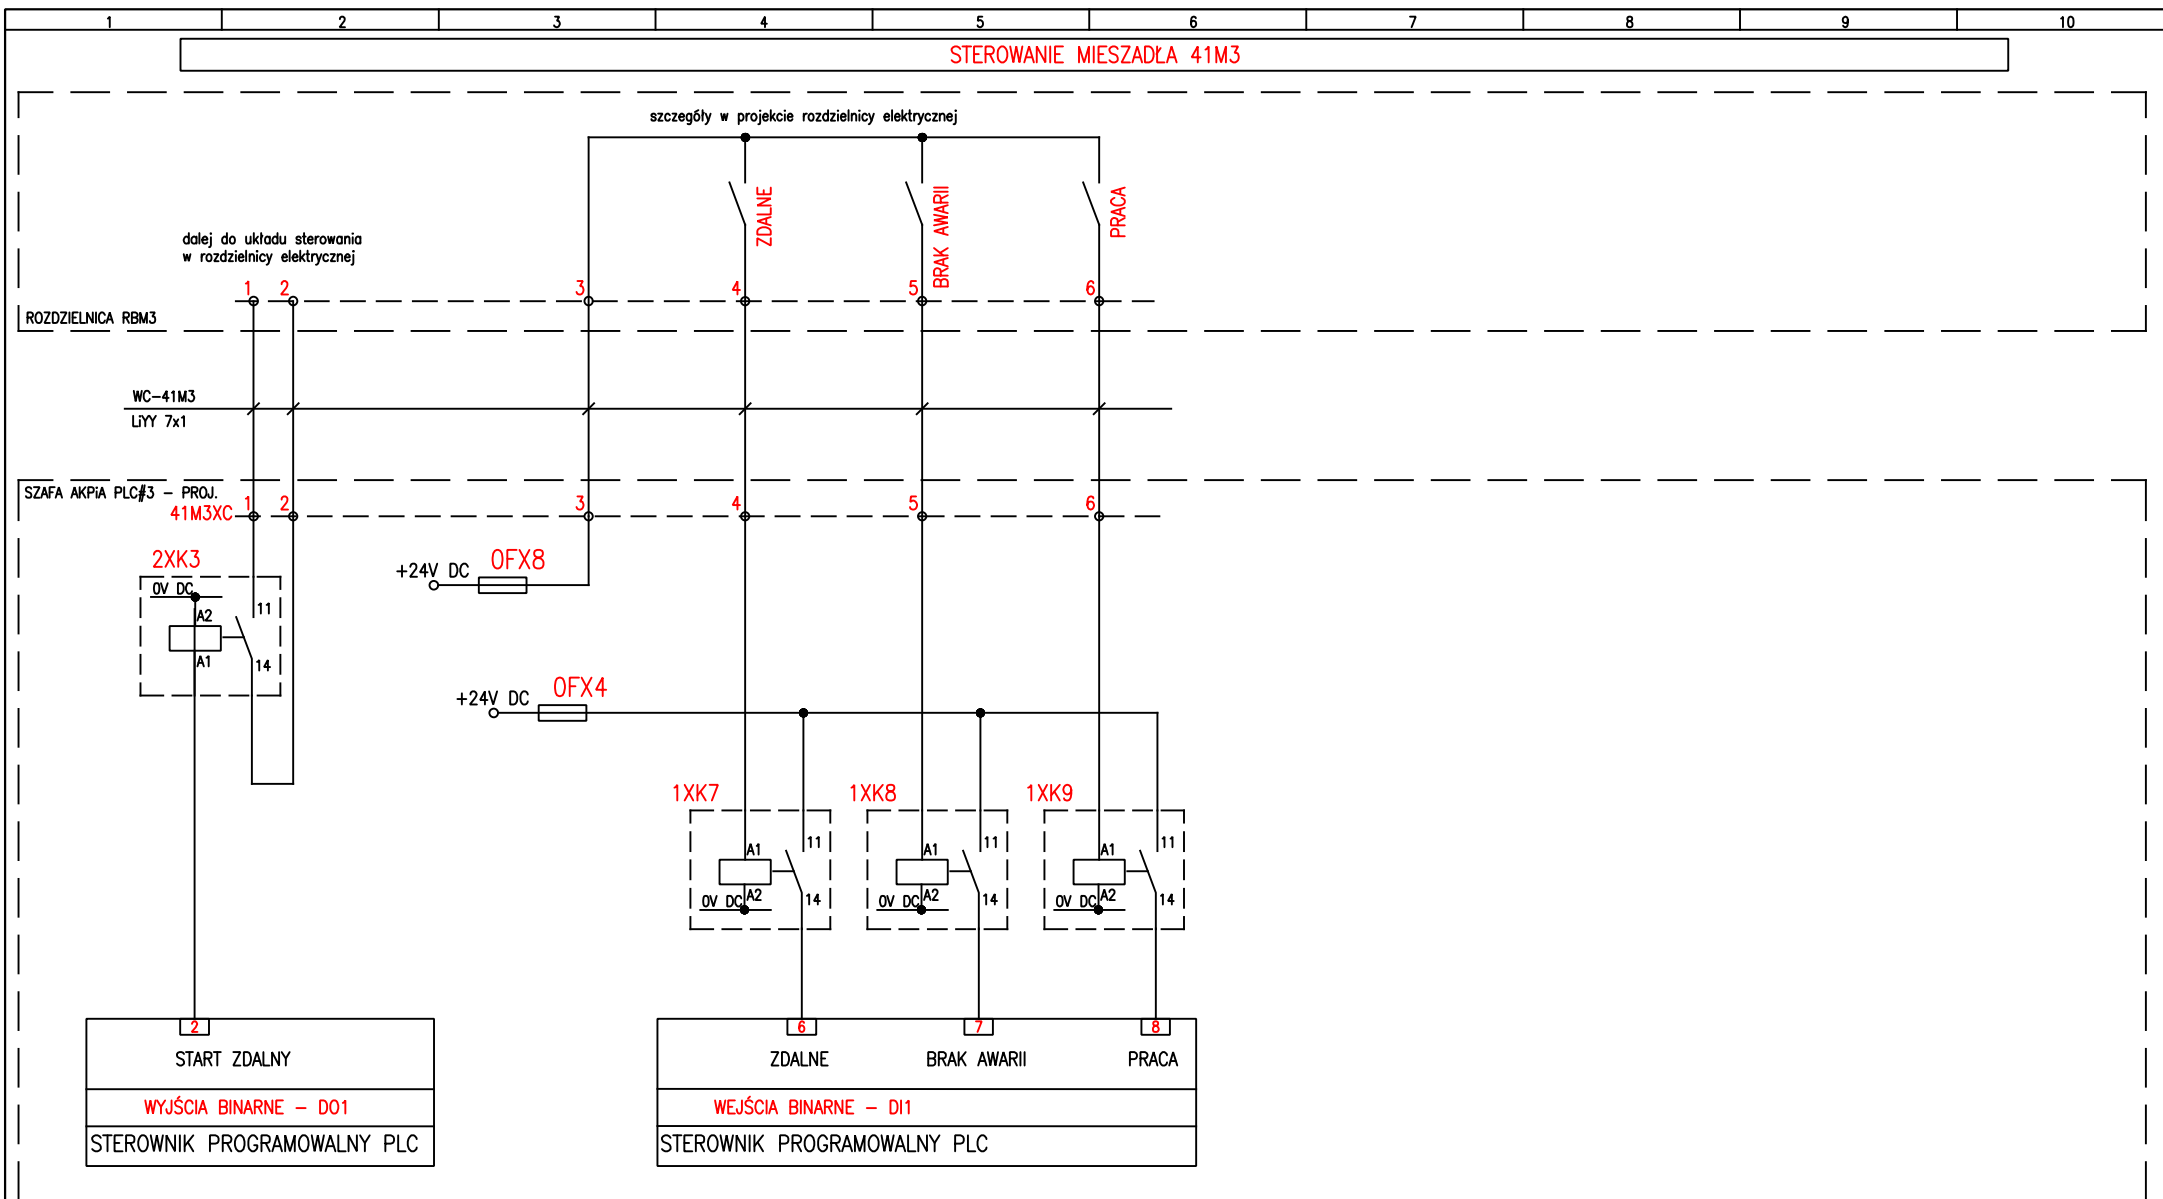 1 2 3 4 5 6 7 8 9 10
STEROWANIE MIESZADŁA 41M3
szczegóły w projekcie rozdzielnicy elektrycznej
ZDALNE
BRAK AWARII
PRACA
dalej do układu sterowania
w rozdzielnicy elektrycznej
1 2 3 4 5 6
ROZDZIELNICA RBM3
WC-41M3
LiYY 7x1
SZAFA AKPiA PLC#3 - PROJ.
41M3XC 1 2 3 4 5 6
2XK3
0V DC
A2
A1
11
14
+24V DC
0FX8
+24V DC
0FX4
1XK7
A1
A2
0V DC
11
14
1XK8
A1
A2
0V DC
11
14
1XK9
A1
A2
0V DC
11
14
2
START ZDALNY
WYJŚCIA BINARNE - DO1
STEROWNIK PROGRAMOWALNY PLC
6 7 8
ZDALNE BRAK AWARII PRACA
WEJŚCIA BINARNE - DI1
STEROWNIK PROGRAMOWALNY PLC